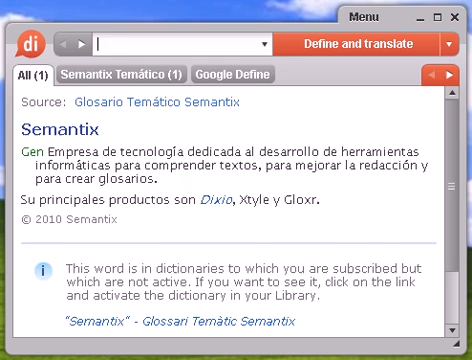 Menu
di
Define and translate
All (1)
Semantix Temático (1)
Google Define
Source: Glosario Temático Semantix
Semantix
Gen Empresa de tecnología dedicada al desarrollo de herramientas
informáticas para comprender textos, para mejorar la redacción y
para crear glosarios.
Su principales productos son Dixio, Xtyle y Gloxr.
© 2010 Semantix
i
This word is in dictionaries to which you are subscribed but
which are not active. If you want to see it, click on the link
and activate the dictionary in your Library.
"Semantix" - Glossari Temàtic Semantix